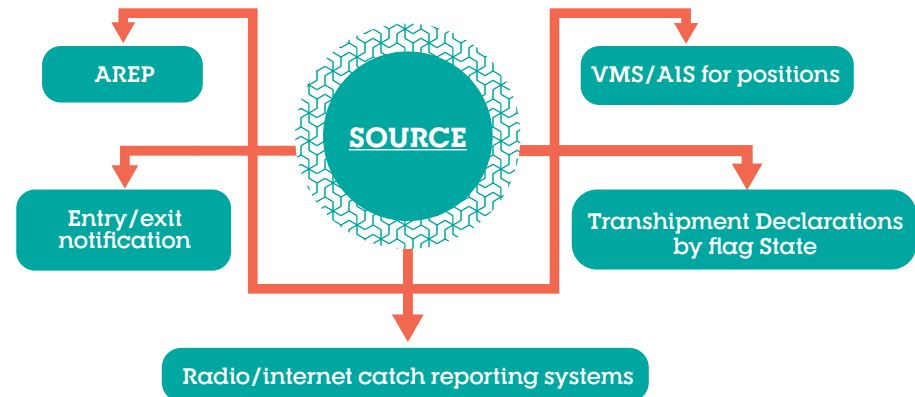 AREP
SOURCE
VMS/AIS for positions
Entry/exit
notification
Transhipment Declarations
by flag State
Radio/internet catch reporting systems